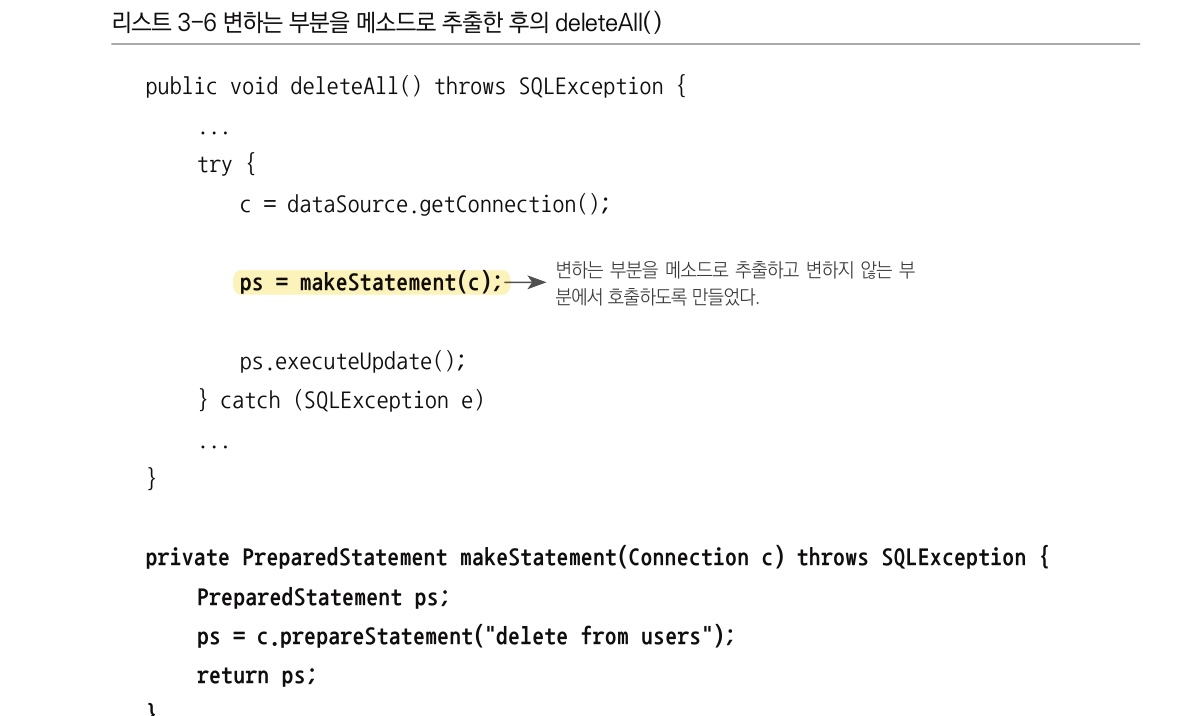 리스트 3-6 변하는 부분을 메소드로 추출한 후의 deleteAll()
public void deleteAll() throws SQLException {
...
try {
c = dataSource.getConnection();
ps = makeStatement(c);
변하는 부분을 메소드로 추출하고 변하지 않는 부
분에서 호출하도록 만들었다.
ps.executeUpdate();
} catch (SQLException e)
...
}
private PreparedStatement makeStatement(Connection c) throws SQLException {
PreparedStatement ps;
ps = c.prepareStatement("delete from users");
return ps;
}